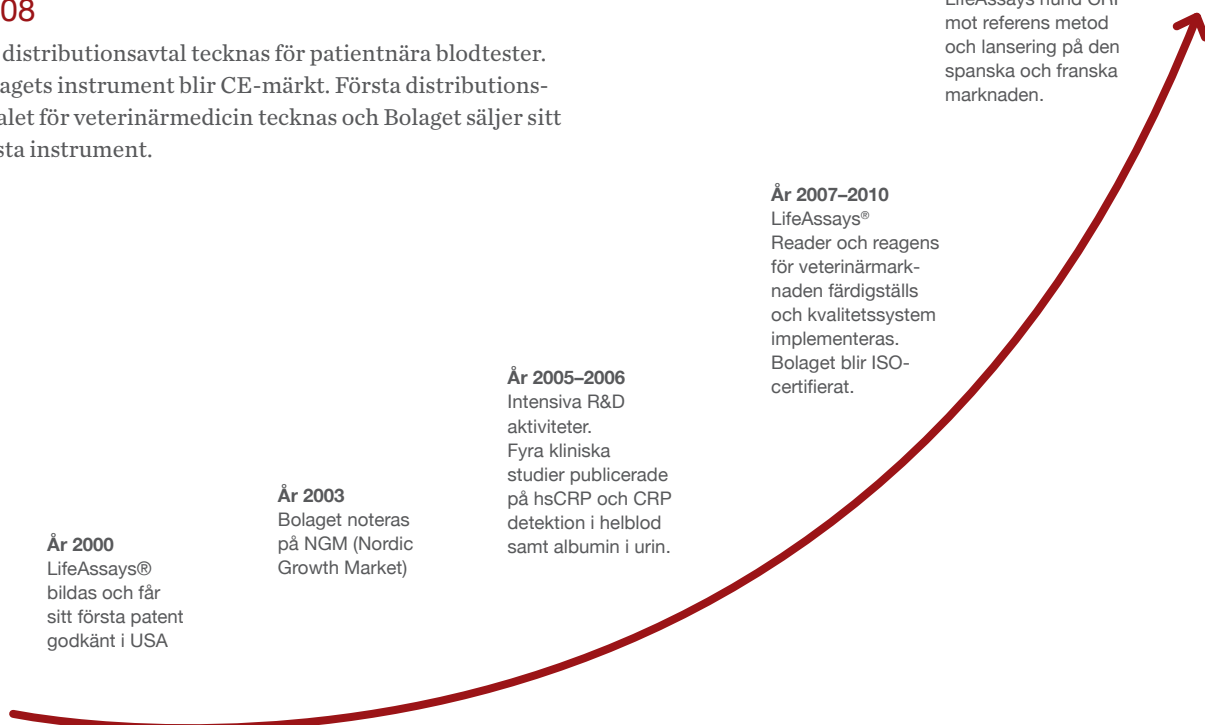 08
distributionsavtal tecknas för patientnära blodtester.
agets instrument blir CE-märkt. Första distributions-
alet för veterinärmedicin tecknas och Bolaget säljer sitt
sta instrument.
mot referens metod
och lansering på den
spanska och franska
marknaden.
År 2007–2010
LifeAssays®
Reader och reagens
för veterinärmark-
naden färdigställs
och kvalitetssystem
implementeras.
Bolaget blir ISO-
certifierat.
År 2005–2006
Intensiva R&D
aktiviteter.
Fyra kliniska
studier publicerade
på hsCRP och CRP
detektion i helblod
samt albumin i urin.
År 2003
Bolaget noteras
på NGM (Nordic
Growth Market)
År 2000
LifeAssays®
bildas och får
sitt första patent
godkänt i USA